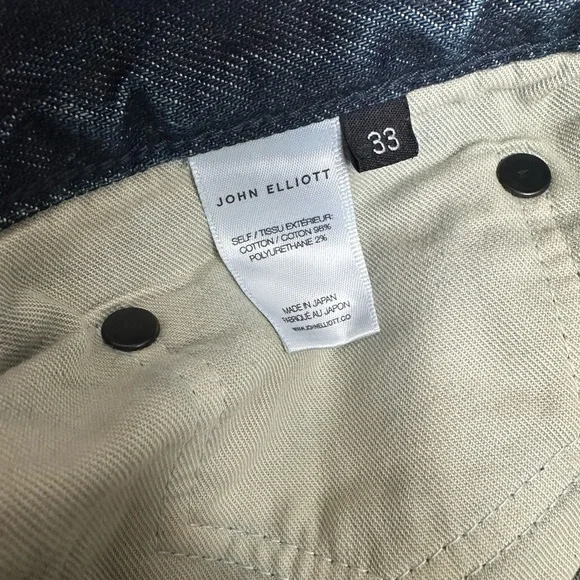 JOHN ELLIOTT
SELF / TISSU EXTÉRIEUR:
COTTON / COTON 98%
POLYURETHANE 2%
MADE IN JAPAN
FABRIQUÉ AU JAPON
WWW.JOHNELLIOTT.CO
33